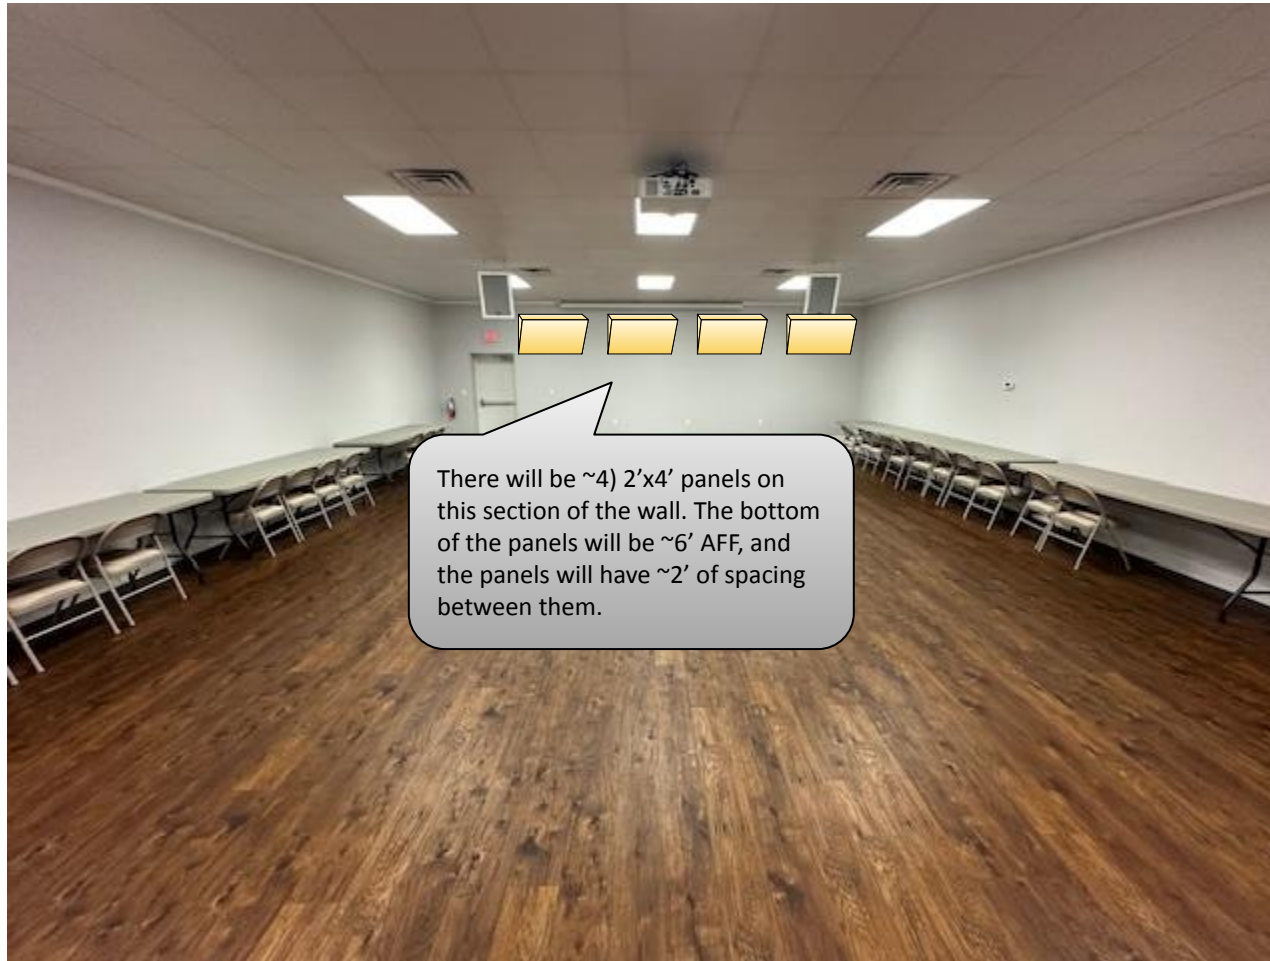 There will be ~4) 2’x4’ panels on
this section of the wall. The bottom
of the panels will be ~6’ AFF, and
the panels will have ~2’ of spacing
between them.